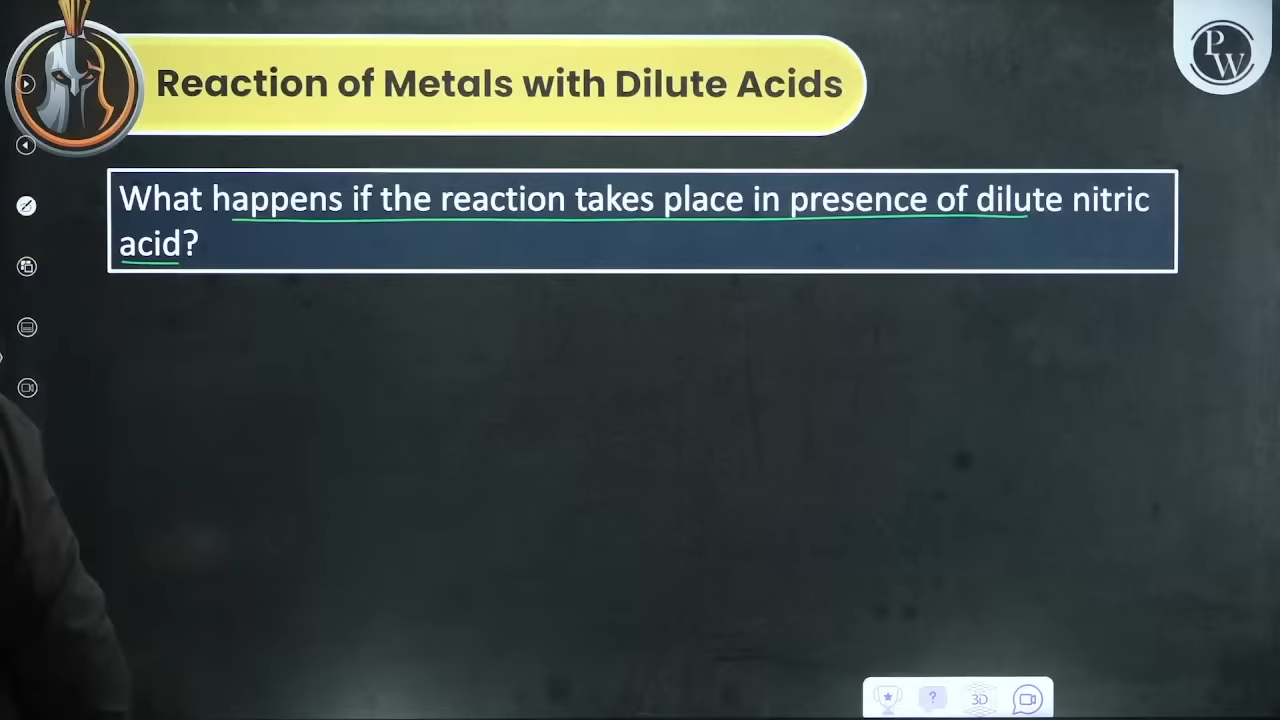 Reaction of Metals with Dilute Acids
P
W
What happens if the reaction takes place in presence of dilute nitric
acid?
?
3D